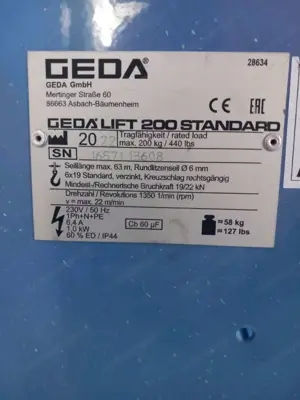 GEDA®
28634
GEDA GmbH
Mertinger Straße 60
86663 Asbach-Bäumenheim
CE EAC
GEDA® LIFT 200 STANDARD
2022 Tragfähigkeit / rated load
max. 200 kg / 440 lbs
SN 16571 13608
Seillänge max. 63 m, Rundlitzenseil Ø 6 mm
6x19 Standard, verzinkt, Kreuzschlag rechtsgängig
Mindest-/Rechnerische Bruchkraft 19/22 kN
Drehzahl / Revolutions 1350 1/min (rpm)
v = max. 22 m/min
230V / 50 Hz
1Ph+N+PE
6,4 A
1,0 kW
60 % ED / IP44
Cb 60 µF
= 58 kg
= 127 lbs